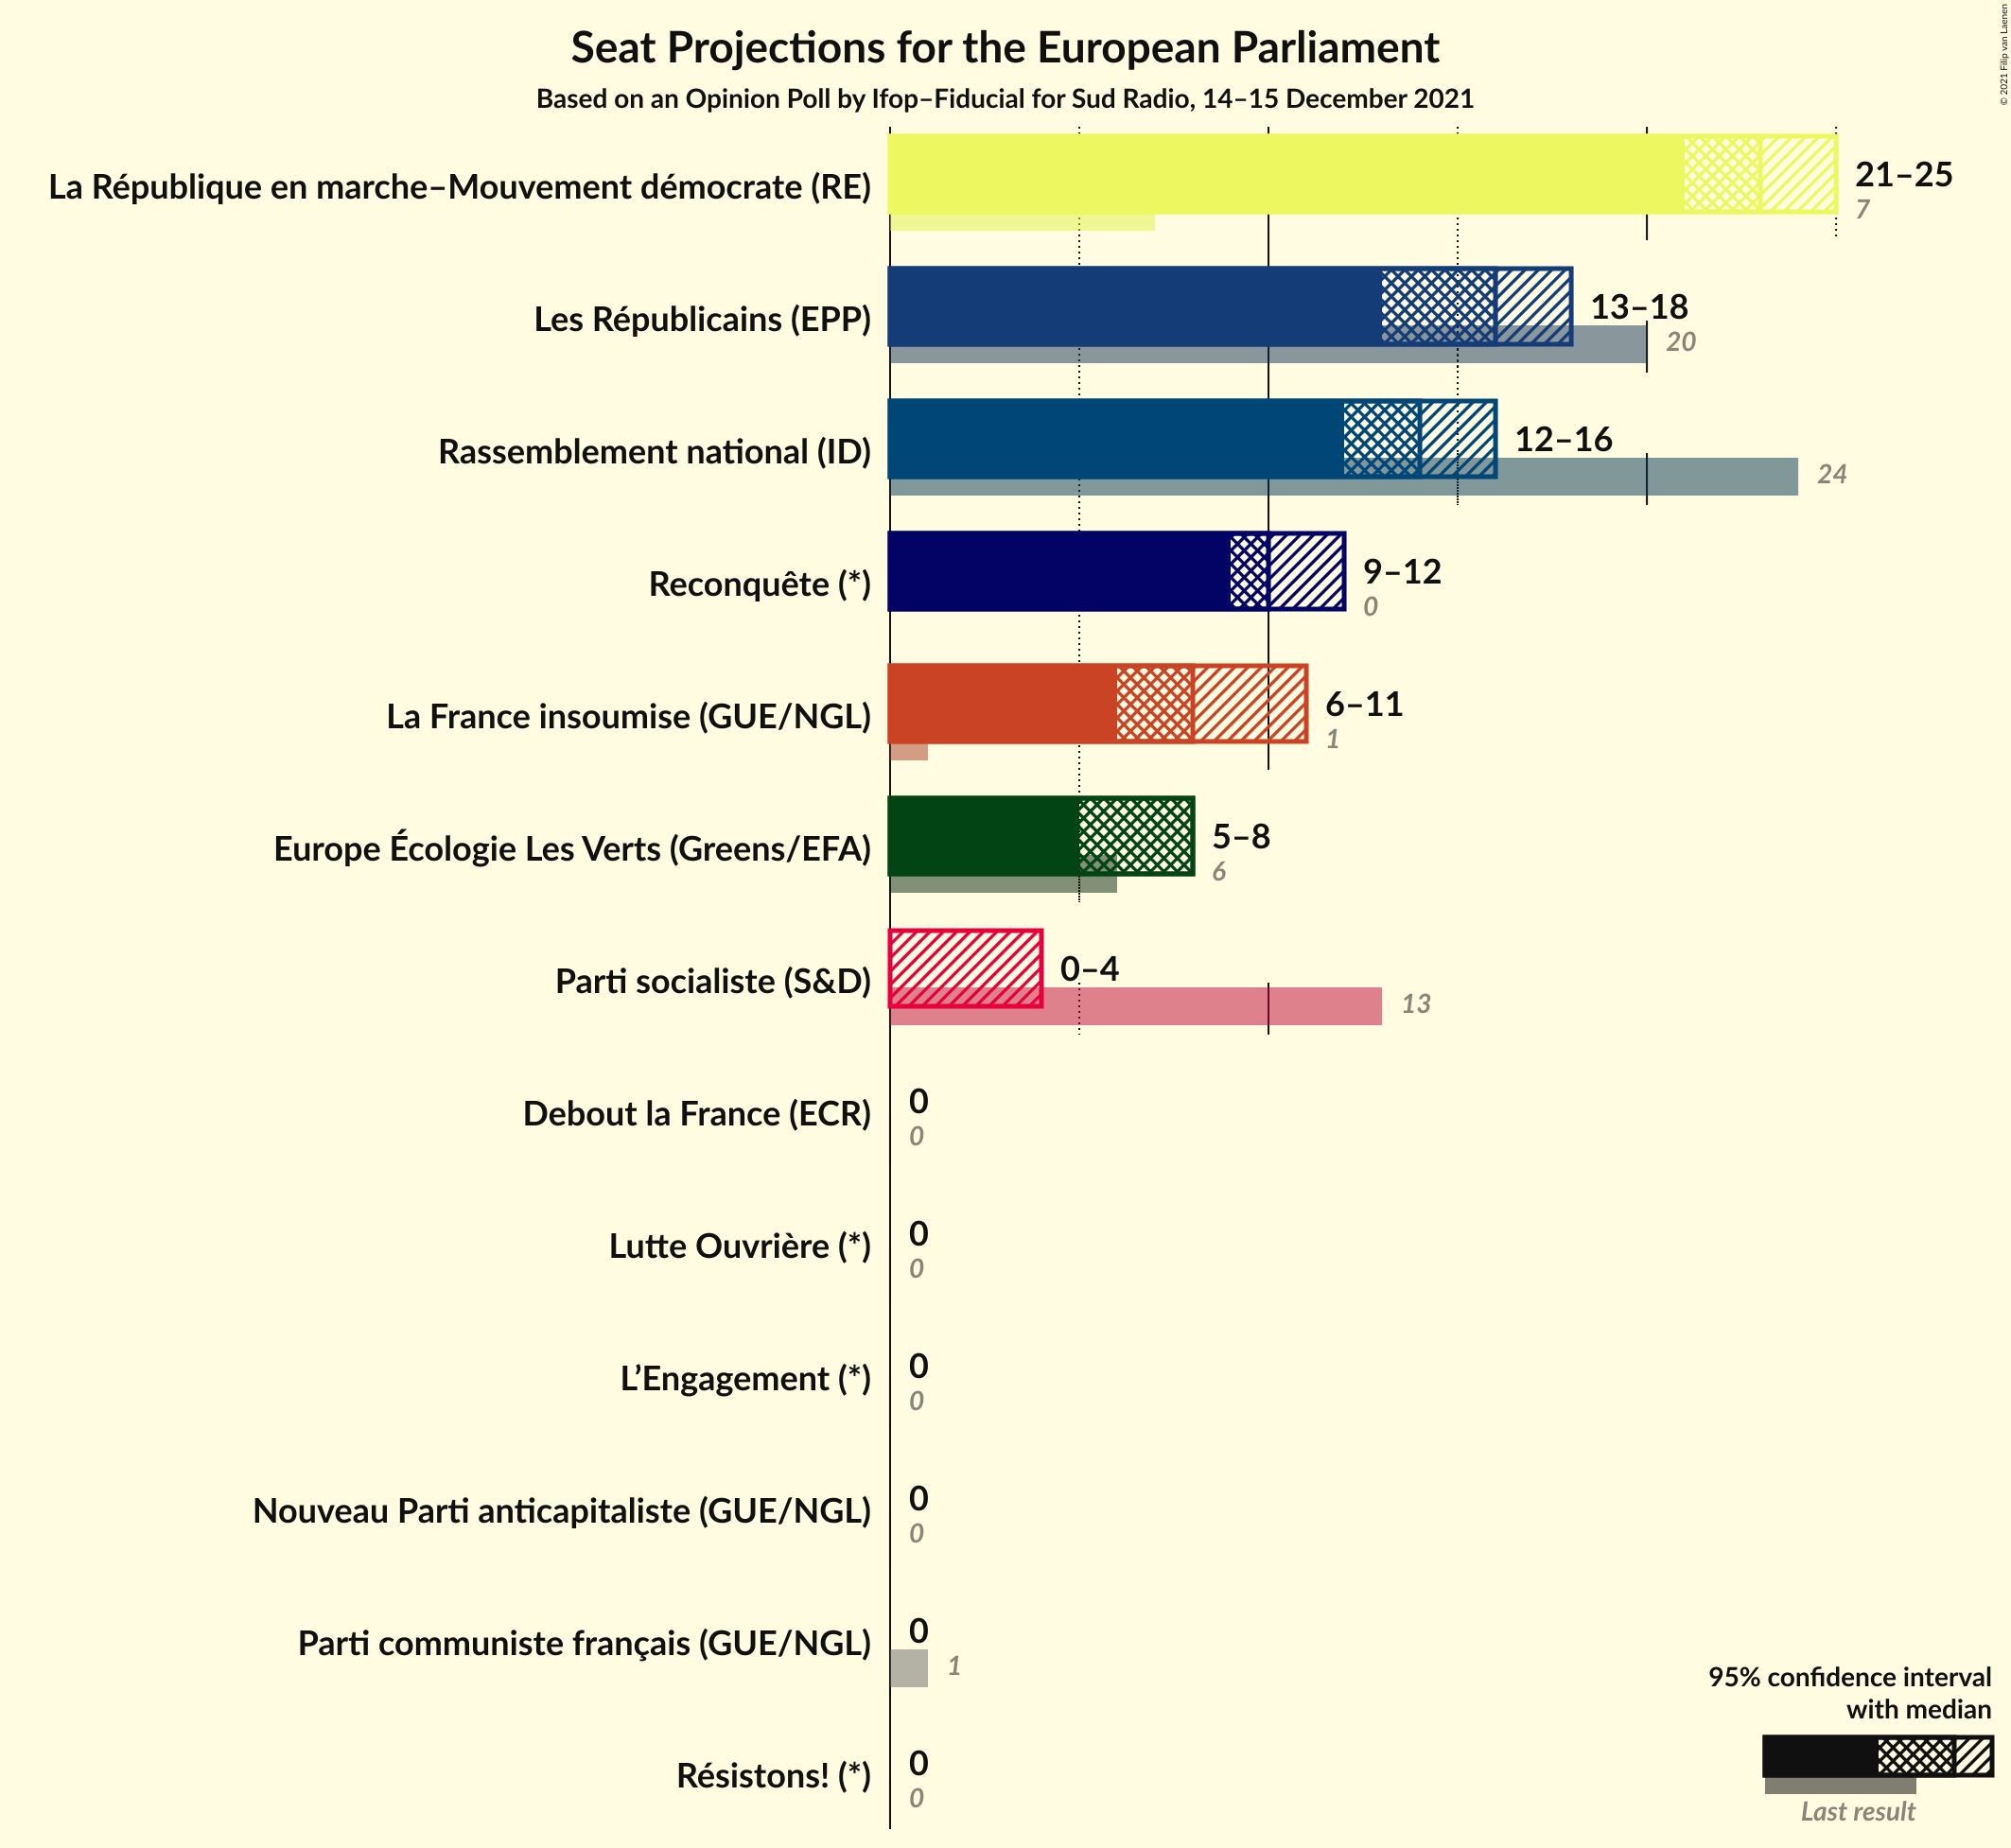 Seat Projections for the European Parliament
Based on an Opinion Poll by Ifop–Fiducial for Sud Radio, 14–15 December 2021
© 2021 Filip van Laenen
La République en marche–Mouvement démocrate (RE)
21–25
7
Les Républicains (EPP)
13–18
20
Rassemblement national (ID)
12–16
24
Reconquête (*)
9–12
0
La France insoumise (GUE/NGL)
6–11
1
Europe Écologie Les Verts (Greens/EFA)
5–8
6
Parti socialiste (S&D)
0–4
13
Debout la France (ECR)
0
0
Lutte Ouvrière (*)
0
0
L’Engagement (*)
0
0
Nouveau Parti anticapitaliste (GUE/NGL)
0
0
Parti communiste français (GUE/NGL)
0
1
Résistons! (*)
0
0
95% confidence interval
with median
Last result